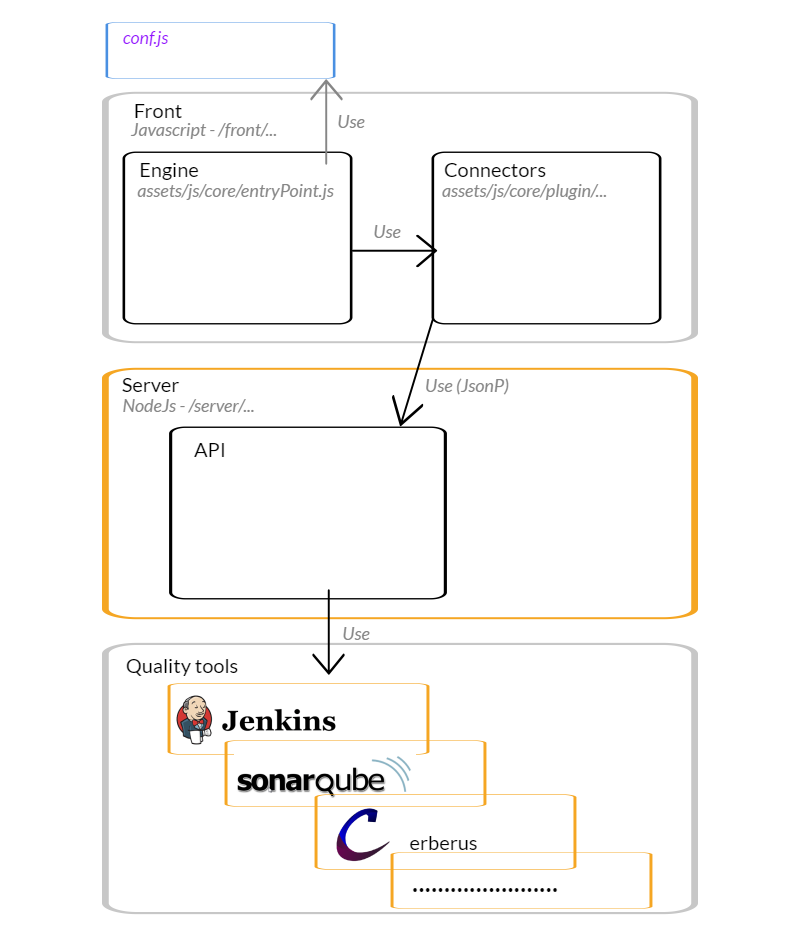 conf.js
Front
Javascript - /front/...
Use
Engine
assets/js/core/entryPoint.js
Connectors
assets/js/core/plugin/...
Use
Use (JsonP)
Server
NodeJs - /server/...
API
Use
Quality tools
Jenkins
sonarqube
C erberus
.......................